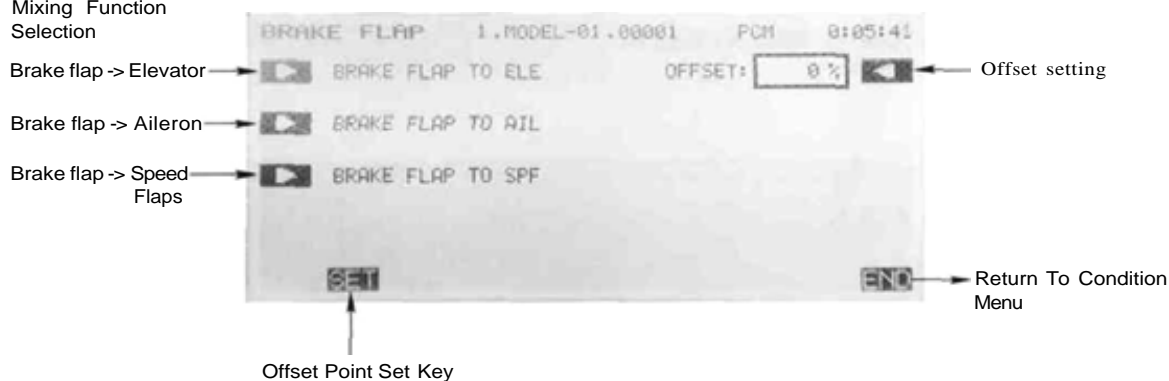 Mixing Function
Selection
BRAKE FLAP 1.MODEL-01.00001 PCM 0:05:41
Brake flap -> Elevator BRAKE FLAP TO ELE OFFSET: 0 % Offset setting
Brake flap -> Aileron BRAKE FLAP TO AIL
Brake flap -> Speed BRAKE FLAP TO SPF
Flaps
SET END Return To Condition
Menu
Offset Point Set Key